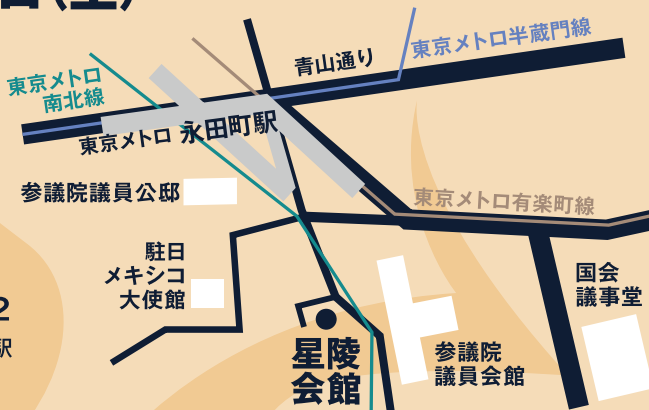 東京メトロ半蔵門線
青山通り
東京メトロ
南北線
東京メトロ 永田町駅
参議院議員公邸
東京メトロ有楽町線
駐日
メキシコ
大使館
国会
議事堂
2
駅
星陵
会館
参議院
議員会館